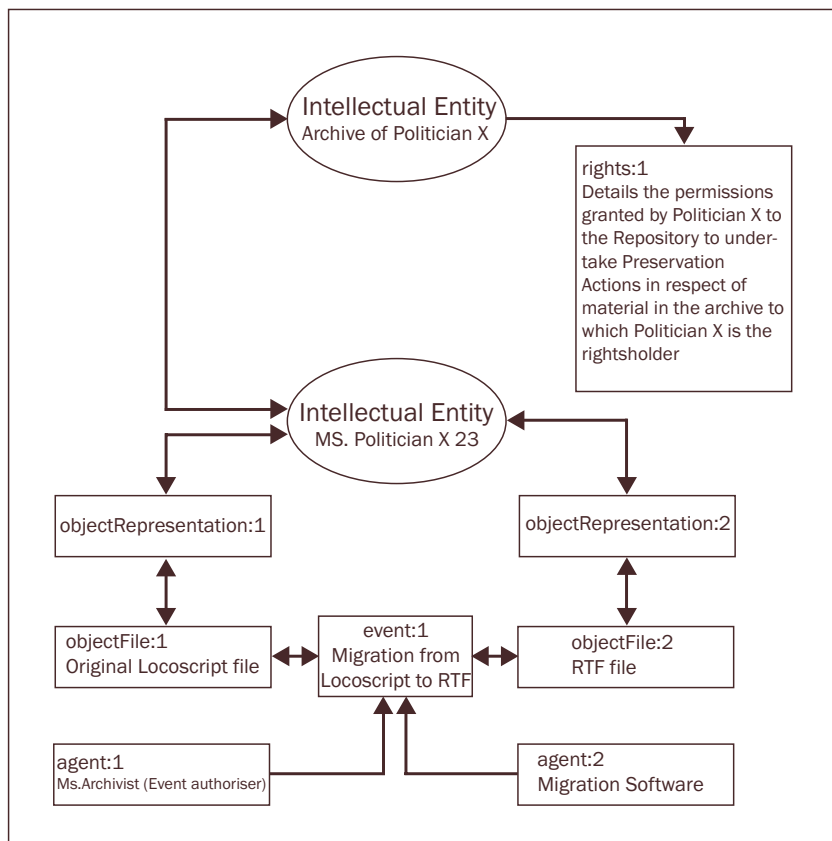 Intellectual Entity
Archive of Politician X
rights:1
Details the permissions
granted by Politician X to
the Repository to under-
take Preservation
Actions in respect of
material in the archive to
which Politician X is the
rightsholder
Intellectual Entity
MS. Politician X 23
objectRepresentation:1
objectRepresentation:2
objectFile:1
Original Locoscript file
event:1
Migration from
Locoscript to RTF
objectFile:2
RTF file
agent:1
Ms.Archivist (Event authoriser)
agent:2
Migration Software